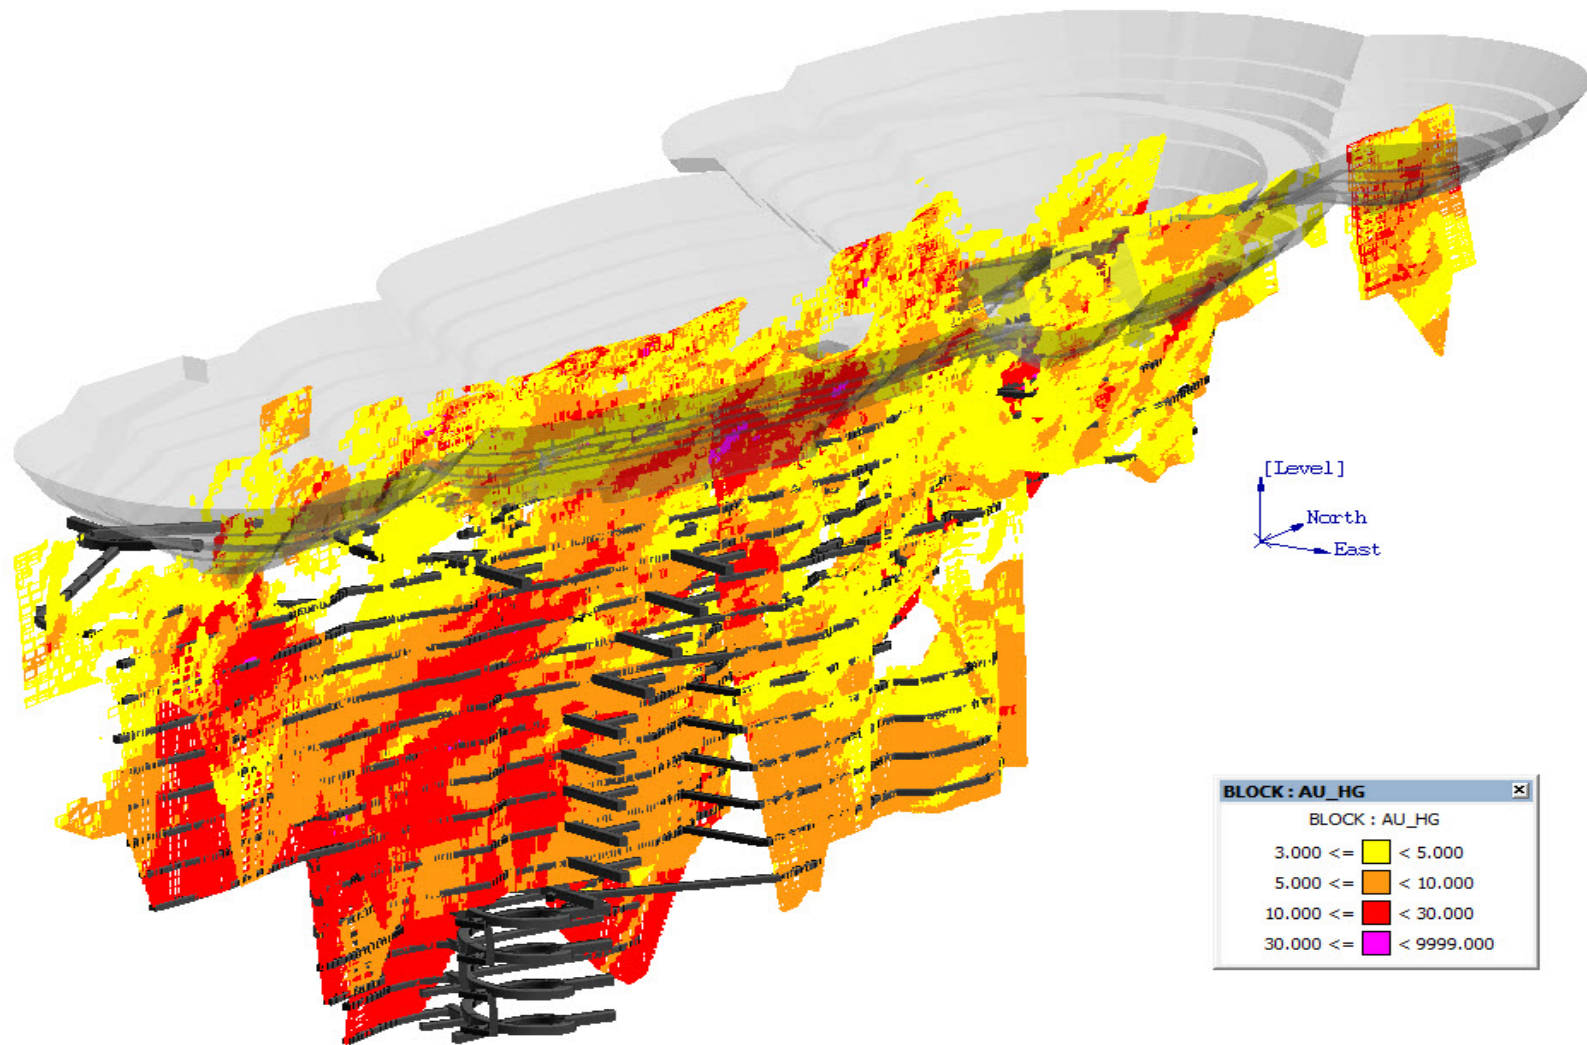 [Level]
North
East
BLOCK : AU_HG
BLOCK : AU_HG
3.000 <= < 5.000
5.000 <= < 10.000
10.000 <= < 30.000
30.000 <= < 9999.000